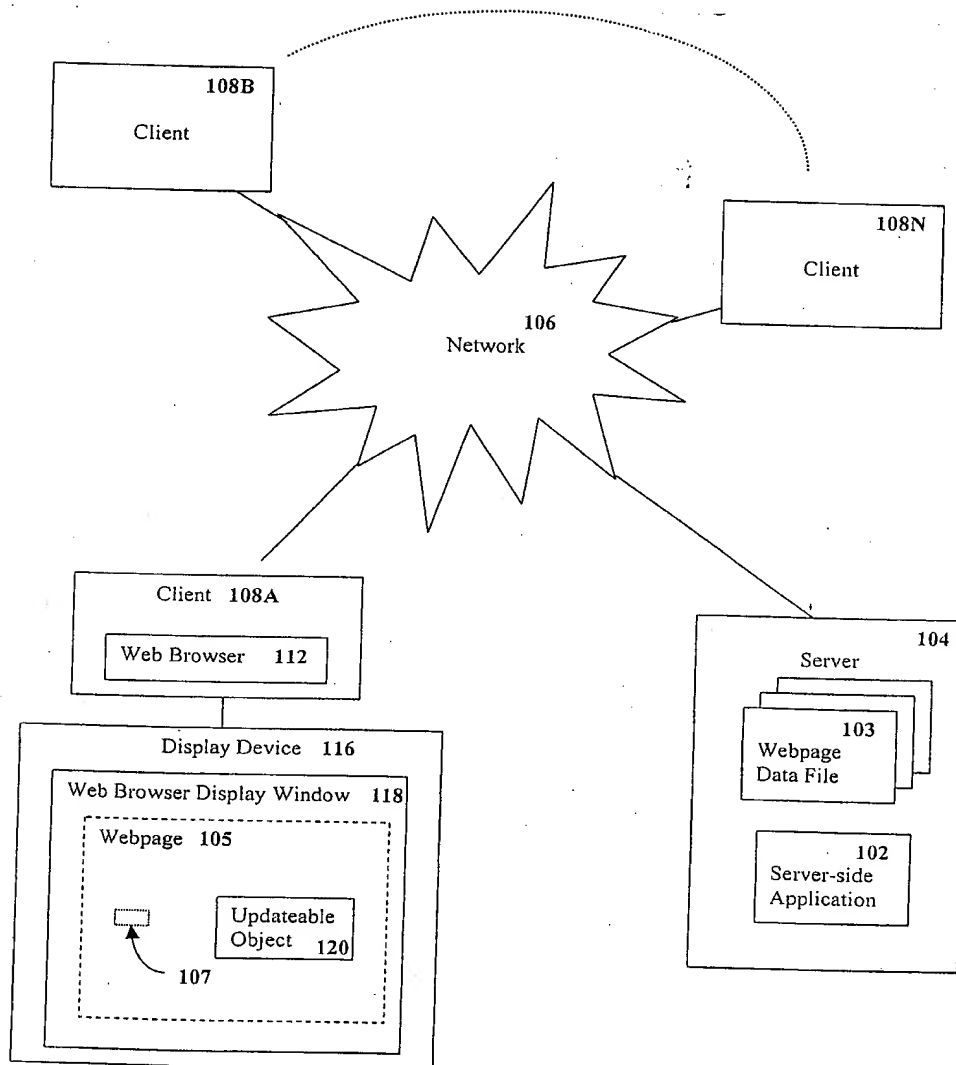 108B
Client
108N
Client
106
Network
Client 108A
Web Browser 112
Display Device 116
Web Browser Display Window 118
Webpage 105
Updateable
Object 120
107
104
Server
103
Webpage
Data File
102
Server-side
Application